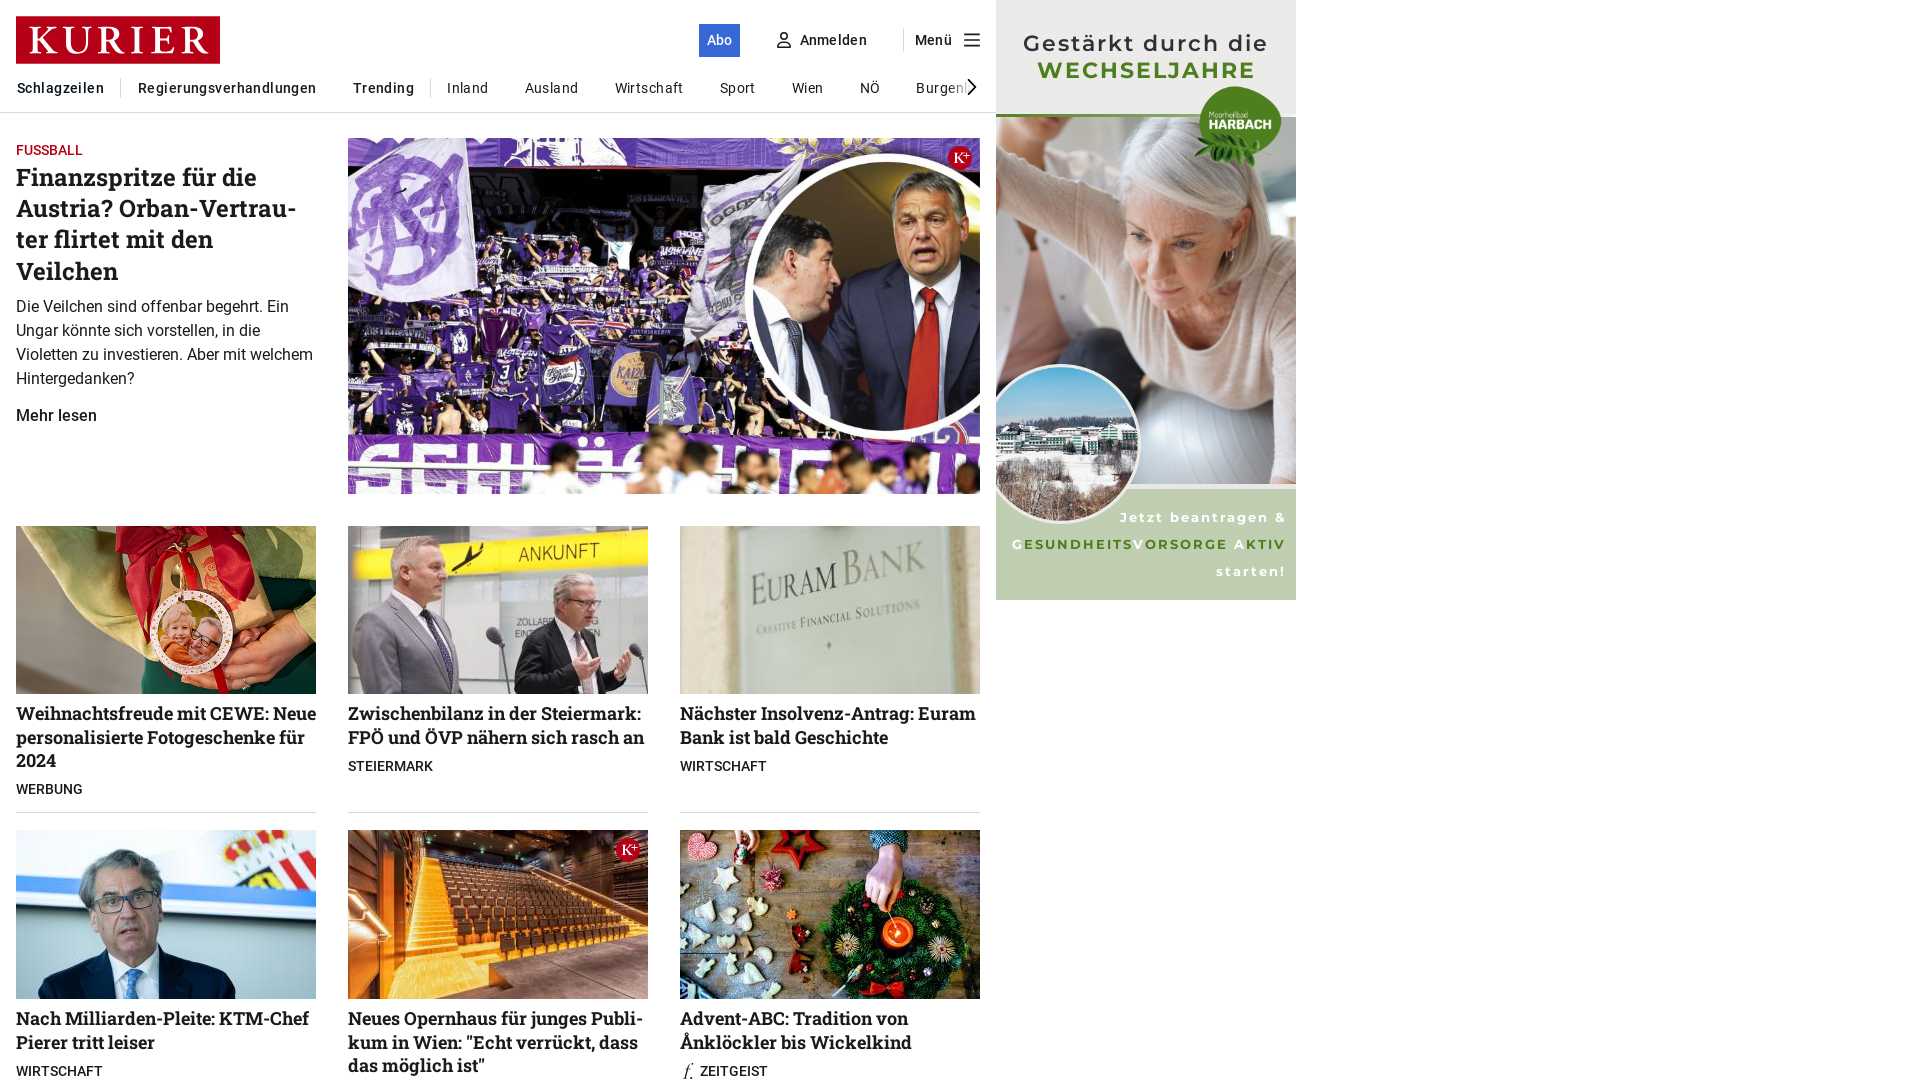 KURIER
Abo
Anmelden
Menü
Schlagzeilen
Regierungsverhandlungen
Trending
Inland
Ausland
Wirtschaft
Sport
Wien
NÖ
FUSSBALL
Finanzspritze für die
Austria? Orban-Vertrau-
ter flirtet mit den
Veilchen
Die Veilchen sind offenbar begehrt. Ein
Ungar könnte sich vorstellen, in die
Violetten zu investieren. Aber mit welchem
Hintergedanken?
Mehr lesen
K+
Gestärkt durch die
WECHSELJAHRE
Moorheilbad
HARBACH
Jetzt beantragen &
GESUNDHEITSVORSORGE AKTIV
starten!
Weihnachtsfreude mit CEWE: Neue
personalisierte Fotogeschenke für
2024
WERBUNG
ANKUNFT
Zwischenbilanz in der Steiermark:
FPÖ und ÖVP nähern sich rasch an
STEIERMARK
EURAM BANK
CREATIVE FINANCIAL SOLUTIONS
Nächster Insolvenz-Antrag: Euram
Bank ist bald Geschichte
WIRTSCHAFT
Nach Milliarden-Pleite: KTM-Chef
Pierer tritt leiser
WIRTSCHAFT
K+
Neues Opernhaus für junges Publi-
kum in Wien: "Echt verrückt, dass
das möglich ist"
Advent-ABC: Tradition von
Ånklöckler bis Wickelkind
f. ZEITGEIST